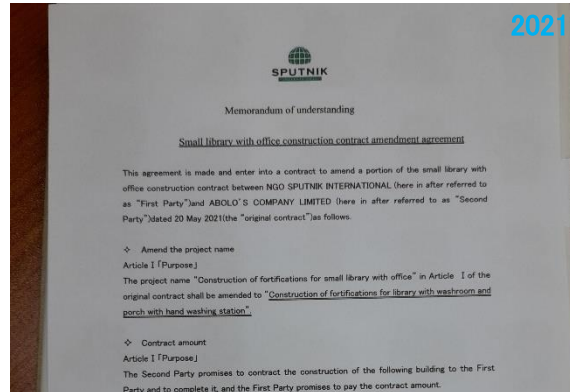 2021
SPUTNIK
Memorandum of understanding
Small library with office construction contract amendment agreement
This agreement is made and enter into a contract to amend a portion of the small library with
office construction contract between NGO SPUTNIK INTERNATIONAL (here in after referred to
as "First Party")and ABOLO'S COMPANY LIMITED (here in after referred to as "Second
Party")dated 20 May 2021(the "original contract")as follows.
✧ Amend the project name
Article I 「Purpose」
The project name "Construction of fortifications for small library with office" in Article I of the
original contract shall be amended to "Construction of fortifications for library with washroom and
porch with hand washing station".
✧ Contract amount
Article I 「Purpose」
The Second Party promises to contract the construction of the following building to the First
Party and to complete it, and the First Party promises to pay the contract amount.